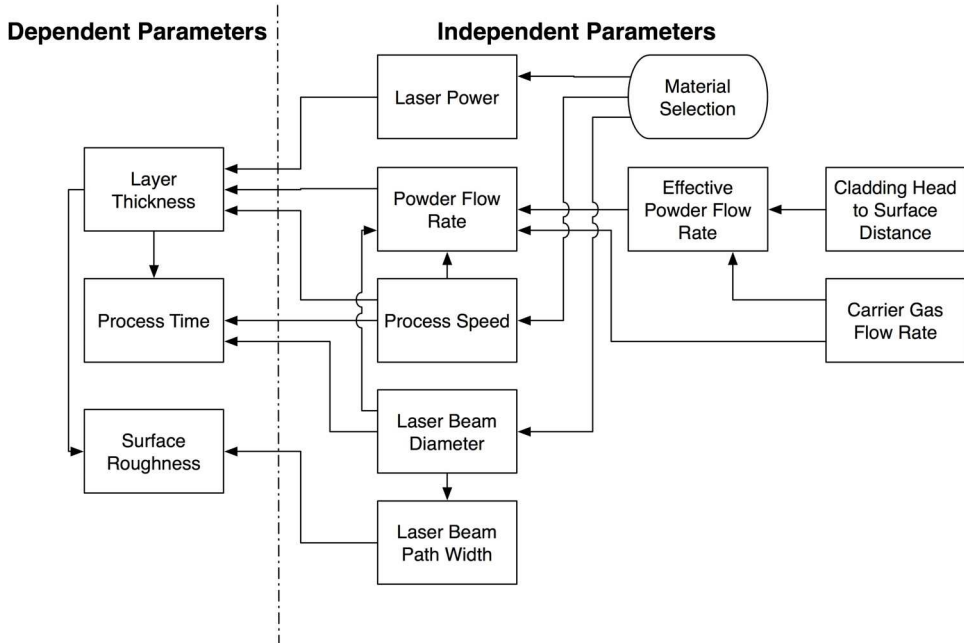 Dependent Parameters
Independent Parameters
Laser Power
Material
Selection
Layer
Thickness
Powder Flow
Rate
Effective
Powder Flow
Rate
Cladding Head
to Surface
Distance
Process Time
Process Speed
Carrier Gas
Flow Rate
Surface
Roughness
Laser Beam
Diameter
Laser Beam
Path Width